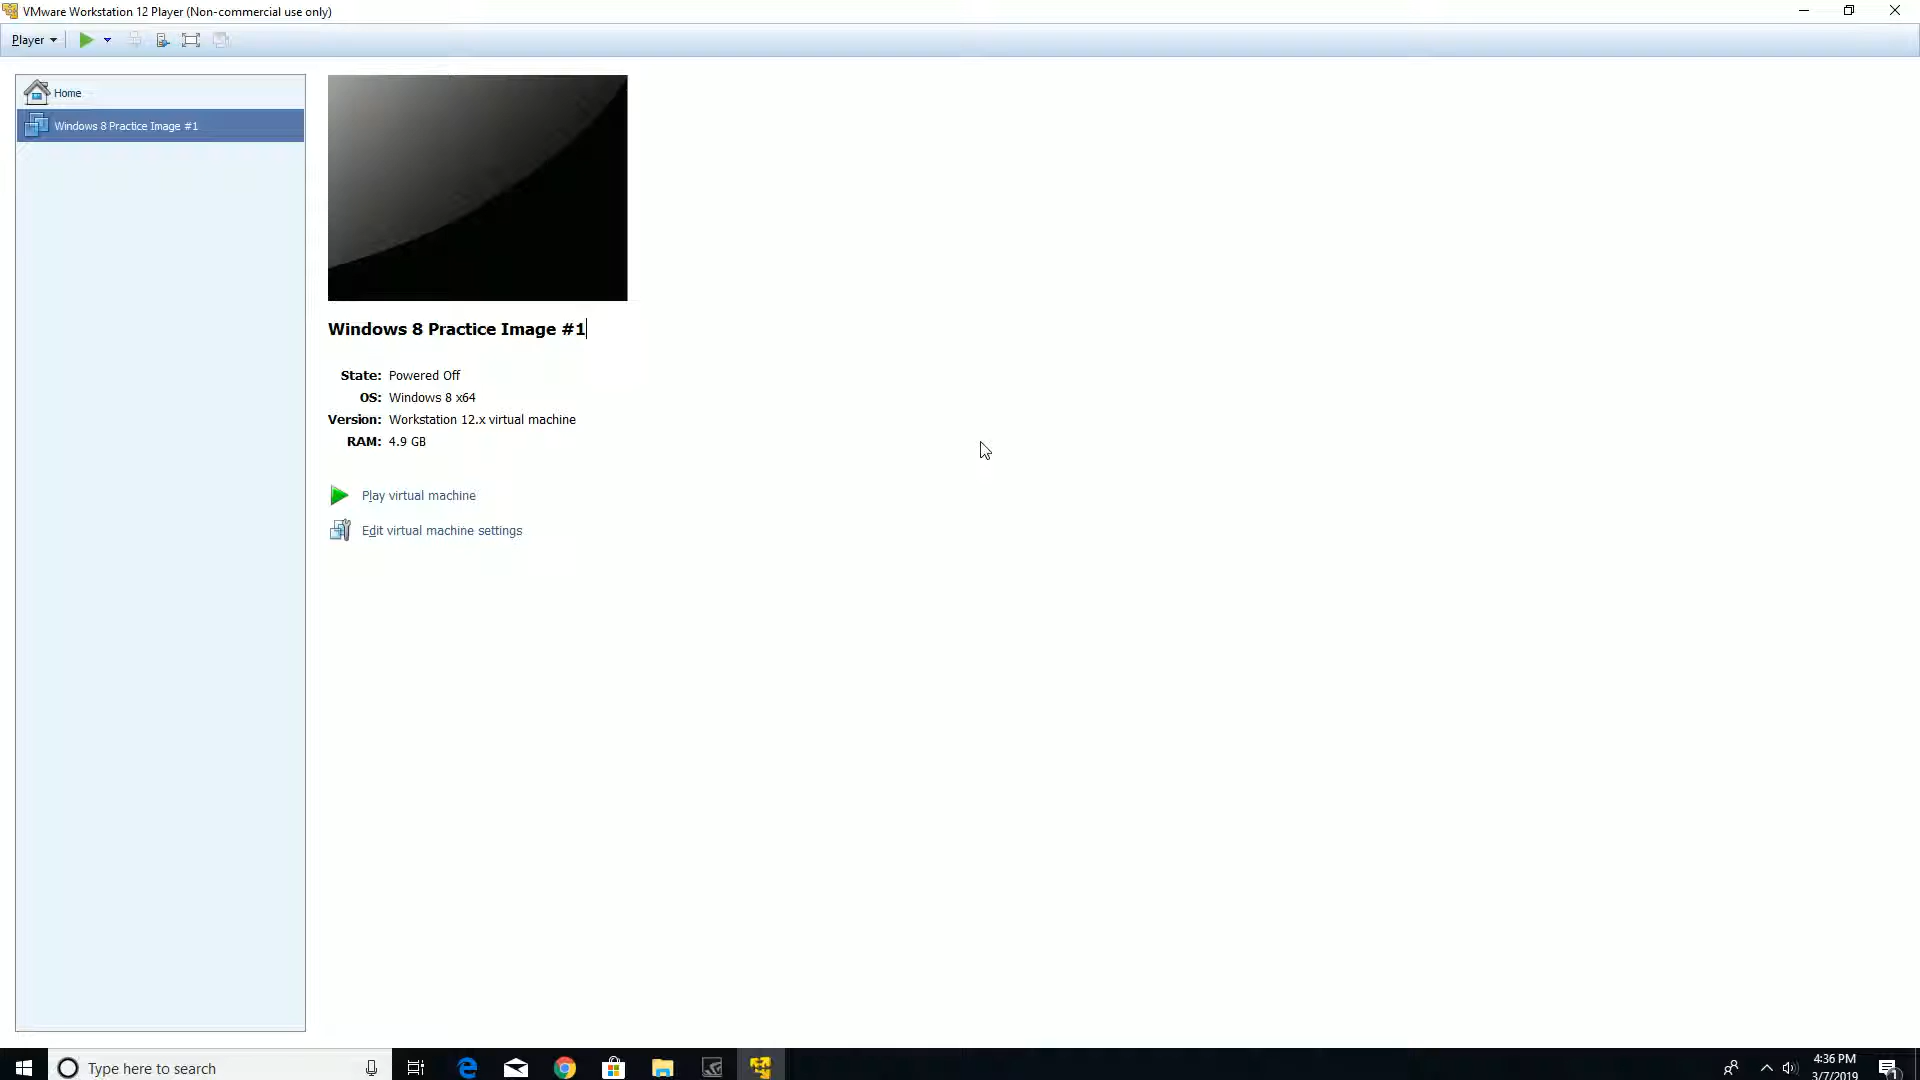 VMware Workstation 12 Player (Non-commercial use only)
Player
Home
Windows 8 Practice Image #1
Windows 8 Practice Image #1
State: Powered Off
OS: Windows 8 x64
Version: Workstation 12.x virtual machine
RAM: 4.9 GB
Play virtual machine
Edit virtual machine settings
Type here to search
4:36 PM
3/7/2019
1